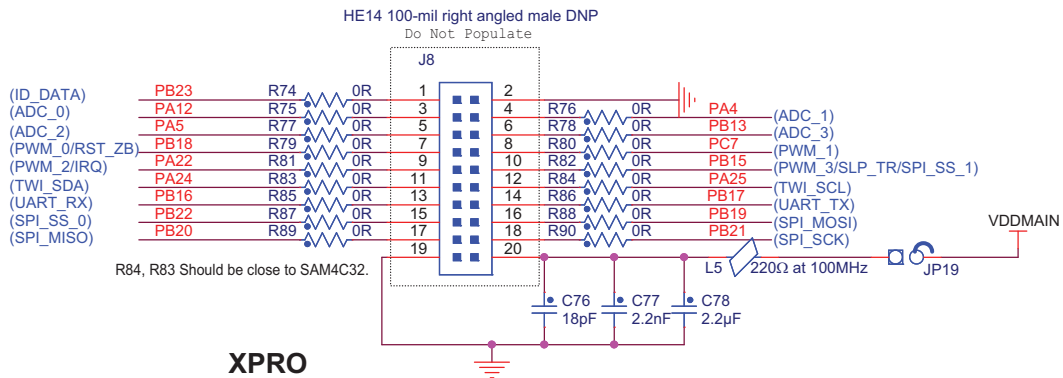 HE14 100-mil right angled male DNP
Do Not Populate
J8
(ID_DATA) PB23 R74 0R 1 2
(ADC_0) PA12 R75 0R 3 4 R76 0R PA4 (ADC_1)
(ADC_2) PA5 R77 0R 5 6 R78 0R PB13 (ADC_3)
(PWM_0/RST_ZB) PB18 R79 0R 7 8 R80 0R PC7 (PWM_1)
(PWM_2/IRQ) PA22 R81 0R 9 10 R82 0R PB15 (PWM_3/SLP_TR/SPI_SS_1)
(TWI_SDA) PA24 R83 0R 11 12 R84 0R PA25 (TWI_SCL)
(UART_RX) PB16 R85 0R 13 14 R86 0R PB17 (UART_TX)
(SPI_SS_0) PB22 R87 0R 15 16 R88 0R PB19 (SPI_MOSI)
(SPI_MISO) PB20 R89 0R 17 18 R90 0R PB21 (SPI_SCK)
19 20
VDDMAIN
R84, R83 Should be close to SAM4C32.
L5 220Ω at 100MHz
JP19
C76 C77 C78
18pF 2.2nF 2.2µF
XPRO